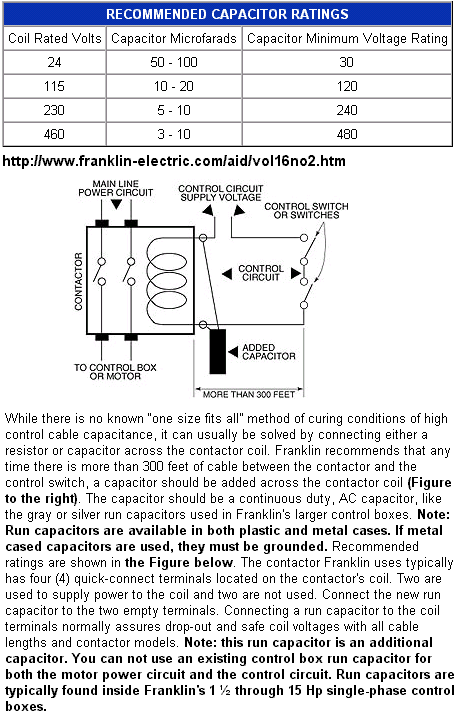 RECOMMENDED CAPACITOR RATINGS
Coil Rated Volts Capacitor Microfarads Capacitor Minimum Voltage Rating
24 50 - 100 30
115 10 - 20 120
230 5 - 10 240
460 3 - 10 480
http://www.franklin-electric.com/aid/vol16no2.htm
MAIN LINE
POWER CIRCUIT
CONTROL CIRCUIT
SUPPLY VOLTAGE
CONTROL SWITCH
OR SWITCHES
CONTACTOR
CONTROL
CIRCUIT
TO CONTROL BOX
OR MOTOR
ADDED
CAPACITOR
MORE THAN 300 FEET
While there is no known "one size fits all" method of curing conditions of high
control cable capacitance, it can usually be solved by connecting either a
resistor or capacitor across the contactor coil. Franklin recommends that any
time there is more than 300 feet of cable between the contactor and the
control switch, a capacitor should be added across the contactor coil (Figure
to the right). The capacitor should be a continuous duty, AC capacitor, like
the gray or silver run capacitors used in Franklin's larger control boxes. Note:
Run capacitors are available in both plastic and metal cases. If metal
cased capacitors are used, they must be grounded. Recommended
ratings are shown in the Figure below. The contactor Franklin uses typically
has four (4) quick-connect terminals located on the contactor's coil. Two are
used to supply power to the coil and two are not used. Connect the new run
capacitor to the two empty terminals. Connecting a run capacitor to the coil
terminals normally assures drop-out and safe coil voltages with all cable
lengths and contactor models. Note: this run capacitor is an additional
capacitor. You can not use an existing control box run capacitor for
both the motor power circuit and the control circuit. Run capacitors are
typically found inside Franklin's 1 ½ through 15 Hp single-phase control
boxes.